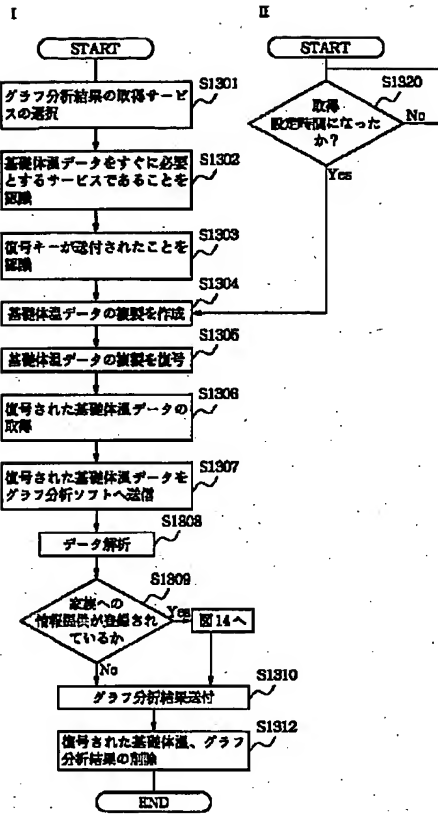 I
START
S1301
グラフ分析結果の取得サービ
スの選択
S1302
基礎体温データをすぐに必要
とするサービスであることを
認識
S1303
復号キーが送付されたことを
認識
S1304
基礎体温データの複製を作成
S1305
基礎体温データの複製を復号
S1306
復号された基礎体温データの
取得
S1307
復号された基礎体温データを
グラフ分析ソフトへ送信
S1308
データ解析
S1309
家族への
情報提供が登録され
ているか
Yes
図14へ
No
S1310
グラフ分析結果送付
S1312
復号された基礎体温、グラフ
分析結果の削除
END
II
START
S1320
取得
設定時間になった
か?
No
Yes